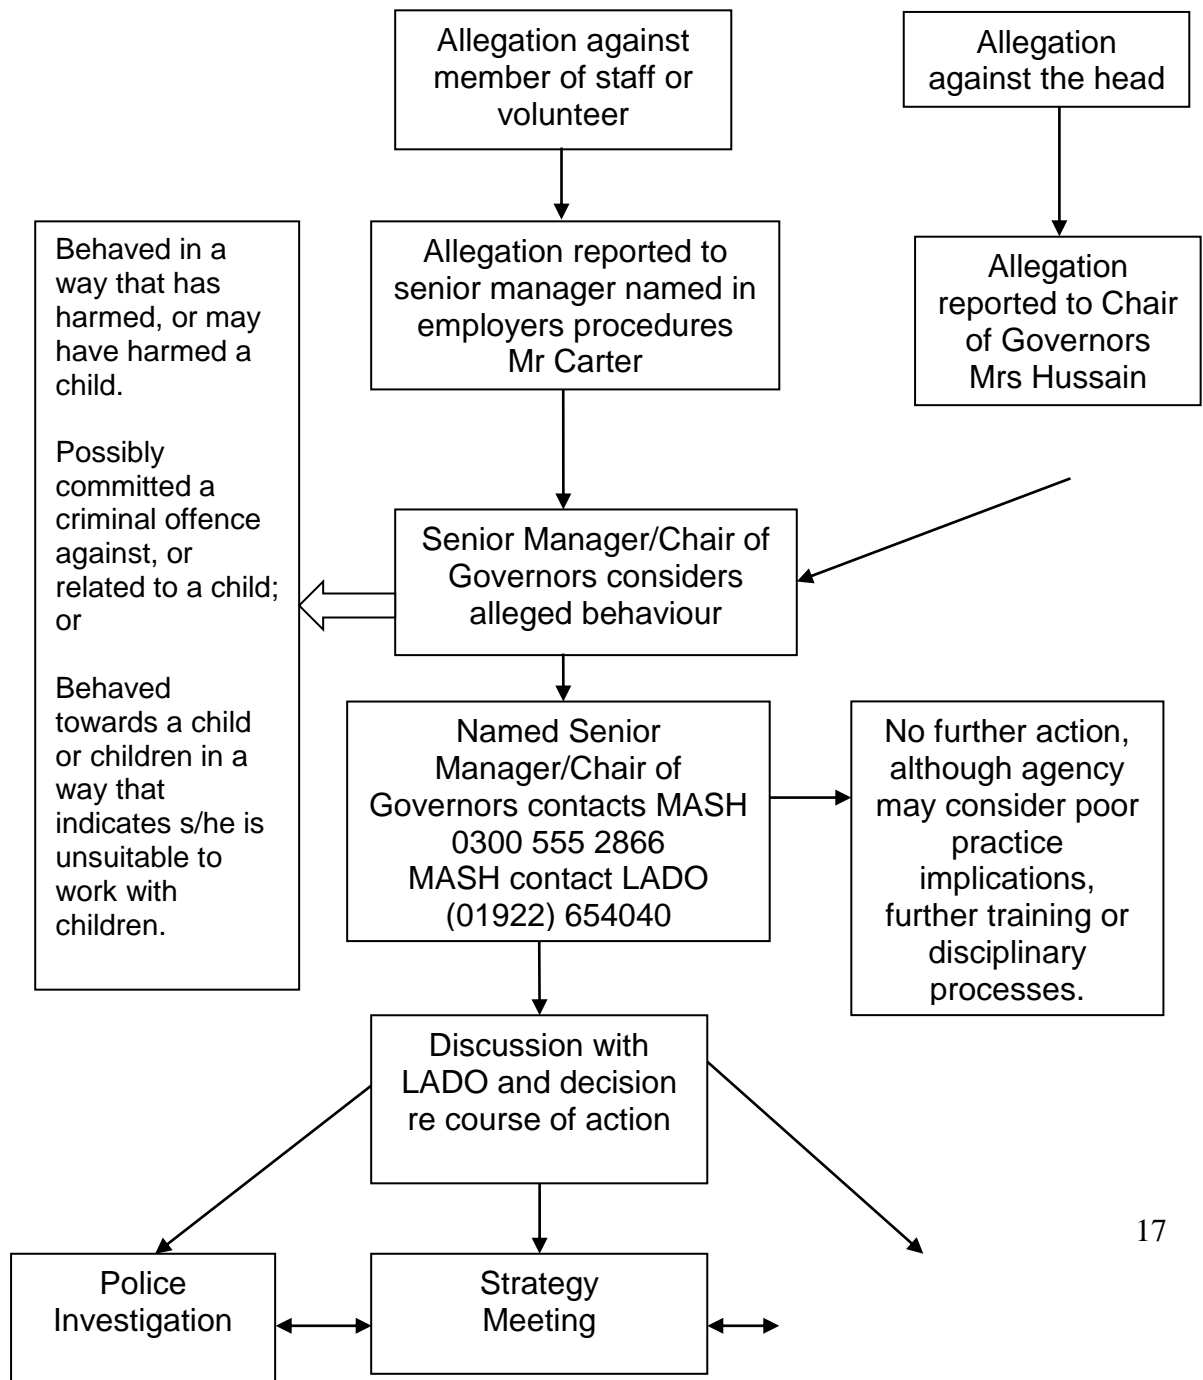 Allegation against
member of staff or
volunteer
Allegation
against the head
Behaved in a
way that has
harmed, or may
have harmed a
child.
Possibly
committed a
criminal offence
against, or
related to a child;
or
Behaved
towards a child
or children in a
way that
indicates s/he is
unsuitable to
work with
children.
Allegation reported to
senior manager named in
employers procedures
Mr Carter
Allegation
reported to Chair
of Governors
Mrs Hussain
Senior Manager/Chair of
Governors considers
alleged behaviour
Named Senior
Manager/Chair of
Governors contacts MASH
0300 555 2866
MASH contact LADO
(01922) 654040
No further action,
although agency
may consider poor
practice
implications,
further training or
disciplinary
processes.
Discussion with
LADO and decision
re course of action
17
Police
Investigation
Strategy
Meeting